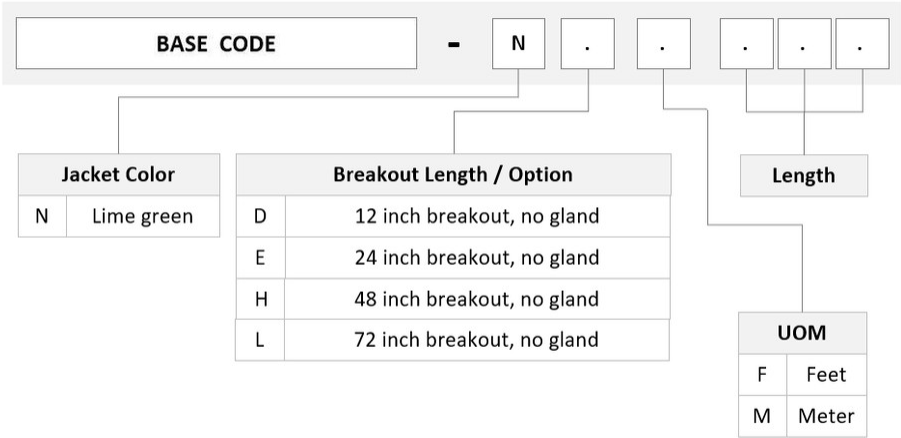 BASE CODE - N . . . . .
Jacket Color
N Lime green
Breakout Length / Option
D 12 inch breakout, no gland
E 24 inch breakout, no gland
H 48 inch breakout, no gland
L 72 inch breakout, no gland
Length
UOM
F Feet
M Meter